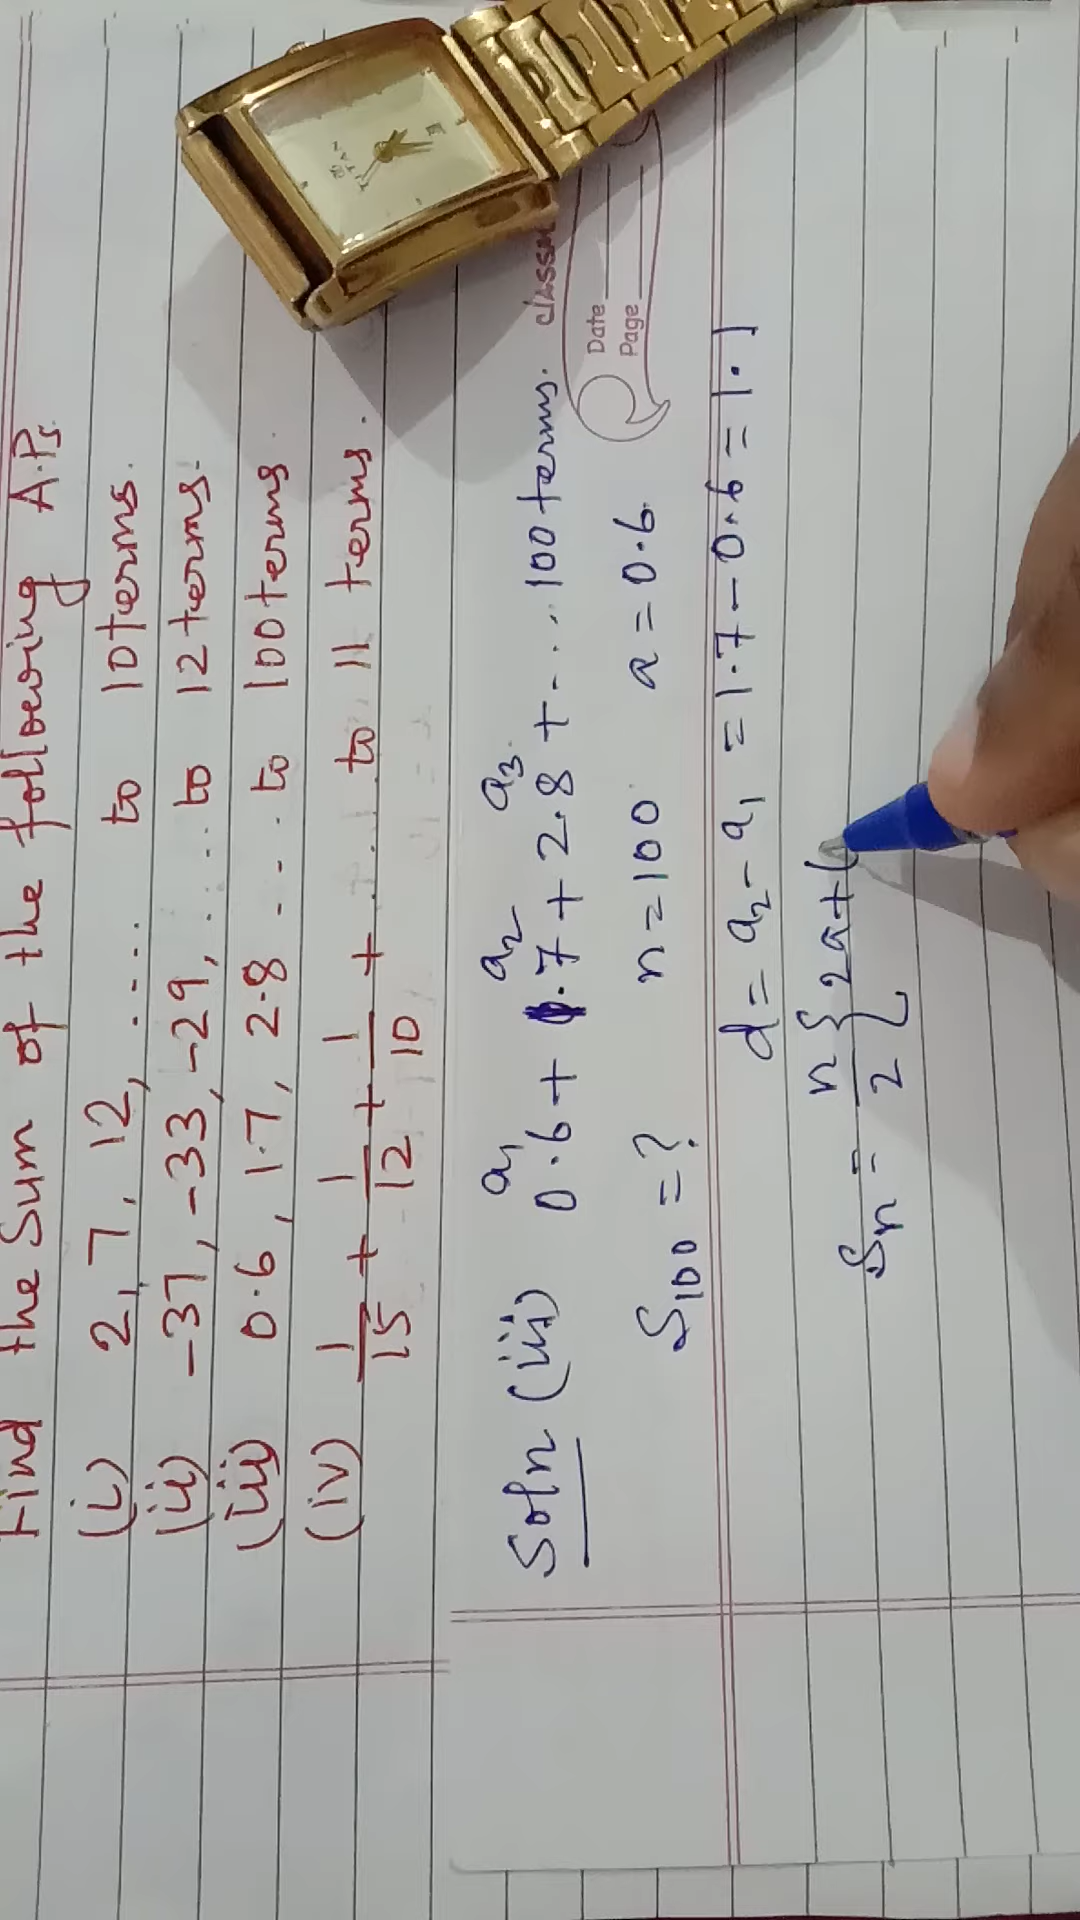 Find the Sum of the following A.Ps.
(i) 2, 7, 12, ..... to 10 terms.
(ii) -37, -33, -29, .... to 12 terms.
(iii) 0.6, 1.7, 2.8 - - . . to 100 terms.
(iv) 1/15 + 1/12 + 1/10 + .... to 11 terms.
a1 a2 a3
Soln (iii) 0.6 + 1.7 + 2.8 + .... 100 terms.
Date
Page
S100 = ? n = 100 a = 0.6
d = a2 - a1 = 1.7 - 0.6 = 1.1
Sn = n/2 { 2a + (